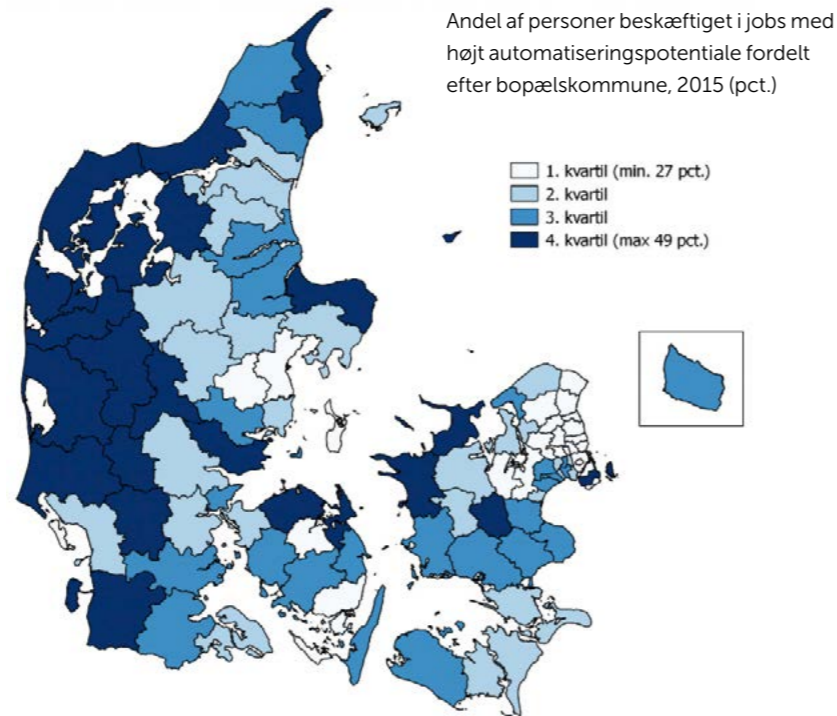 Andel af personer beskæftiget i jobs med
højt automatiseringspotentiale fordelt
efter bopælskommune, 2015 (pct.)
1. kvartil (min. 27 pct.)
2. kvartil
3. kvartil
4. kvartil (max 49 pct.)